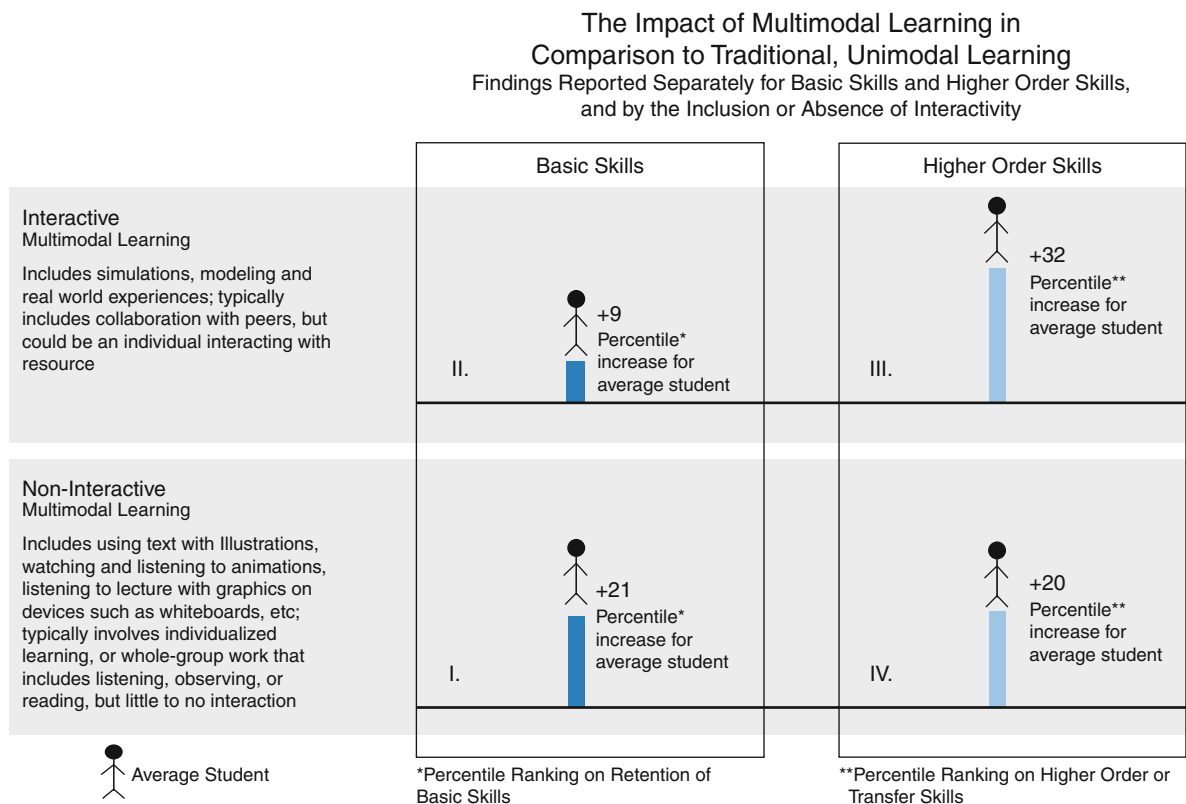 The Impact of Multimodal Learning in
Comparison to Traditional, Unimodal Learning
Findings Reported Separately for Basic Skills and Higher Order Skills,
and by the Inclusion or Absence of Interactivity
Basic Skills
Higher Order Skills
Interactive
Multimodal Learning
Includes simulations, modeling and
real world experiences; typically
includes collaboration with peers, but
could be an individual interacting with
resource
II.
+9
Percentile*
increase for
average student
III.
+32
Percentile**
increase for
average student
Non-Interactive
Multimodal Learning
Includes using text with Illustrations,
watching and listening to animations,
listening to lecture with graphics on
devices such as whiteboards, etc;
typically involves individualized
learning, or whole-group work that
includes listening, observing, or
reading, but little to no interaction
I.
+21
Percentile*
increase for
average student
IV.
+20
Percentile**
increase for
average student
Average Student
*Percentile Ranking on Retention of
Basic Skills
**Percentile Ranking on Higher Order or
Transfer Skills